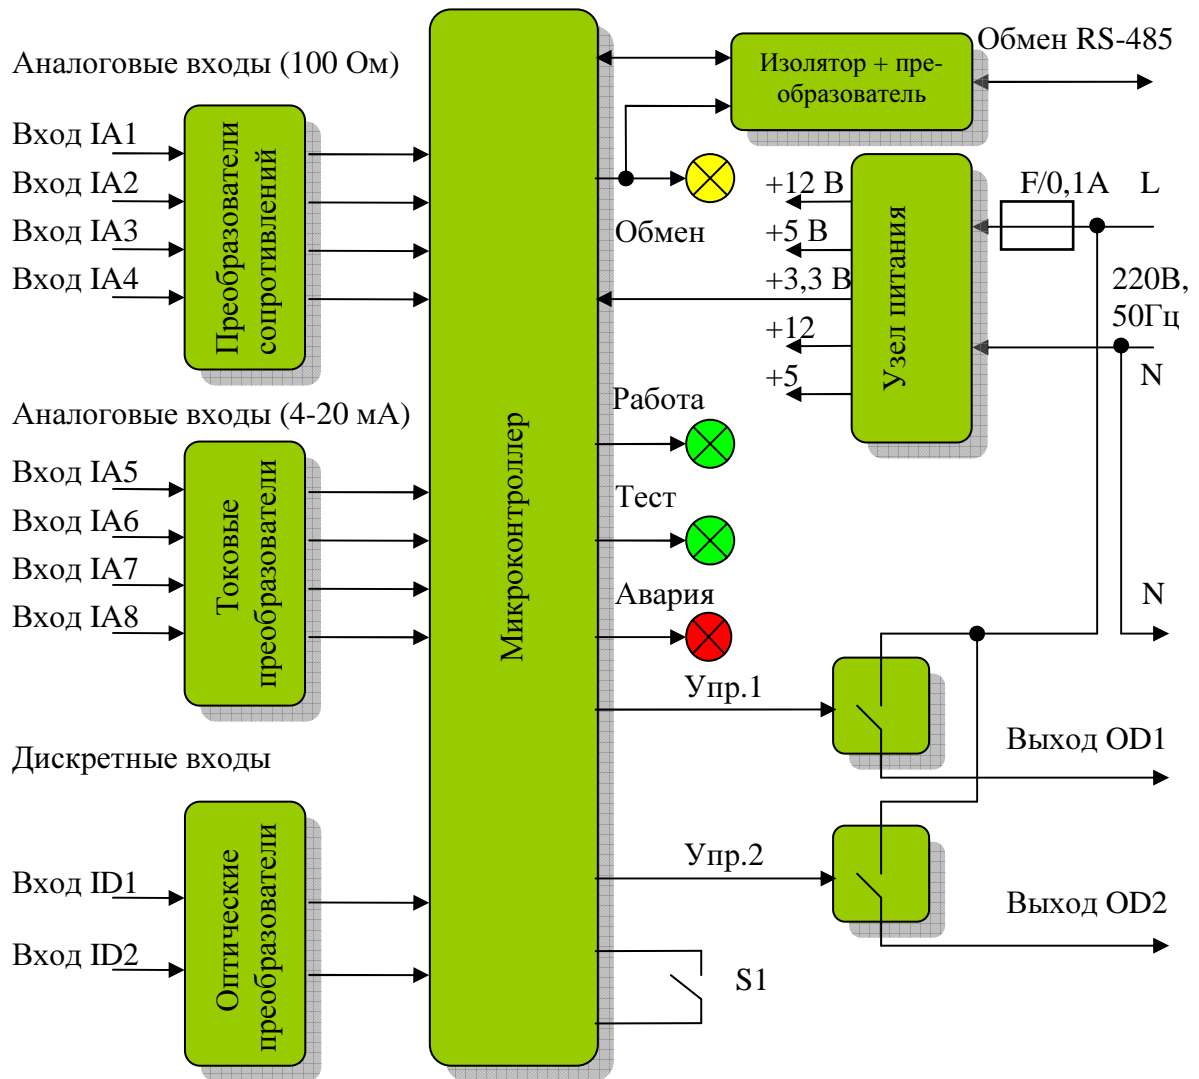 Аналоговые входы (100 Ом)
Вход IA1
Вход IA2
Вход IA3
Вход IA4
Преобразователи
сопротивлений
Аналоговые входы (4-20 мА)
Вход IA5
Вход IA6
Вход IA7
Вход IA8
Токовые
преобразователи
Дискретные входы
Вход ID1
Вход ID2
Оптические
преобразователи
Микроконтроллер
Обмен RS-485
Изолятор + пре-
образователь
Обмен
+12 В
+5 В
+3,3 В
+12
+5
Узел питания
F/0,1А
L
220В,
50Гц
N
Работа
Тест
Авария
N
Упр.1
Выход OD1
Упр.2
Выход OD2
S1